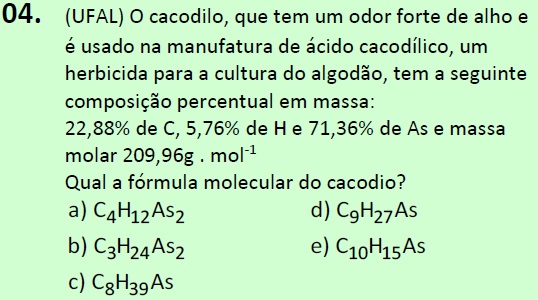 04. (UFAL) O cacodilo, que tem um odor forte de alho e
é usado na manufatura de ácido cacodílico, um
herbicida para a cultura do algodão, tem a seguinte
composição percentual em massa:
22,88% de C, 5,76% de H e 71,36% de As e massa
molar 209,96g . mol⁻¹
Qual a fórmula molecular do cacodio?
a) C₄H₁₂As₂ d) C₉H₂₇As
b) C₃H₂₄As₂ e) C₁₀H₁₅As
c) C₈H₃₉As